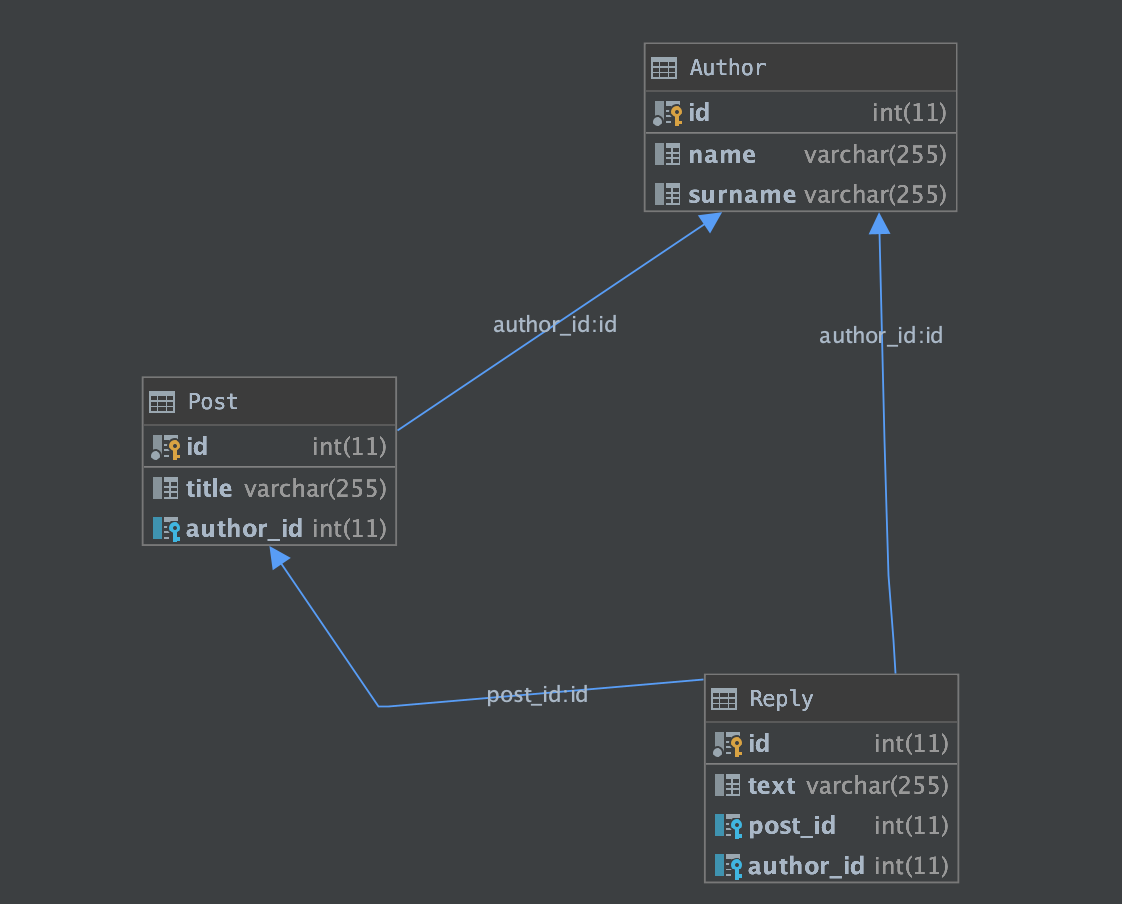 Author
id int(11)
name varchar(255)
surname varchar(255)
author_id:id
author_id:id
Post
id int(11)
title varchar(255)
author_id int(11)
post_id:id
Reply
id int(11)
text varchar(255)
post_id int(11)
author_id int(11)